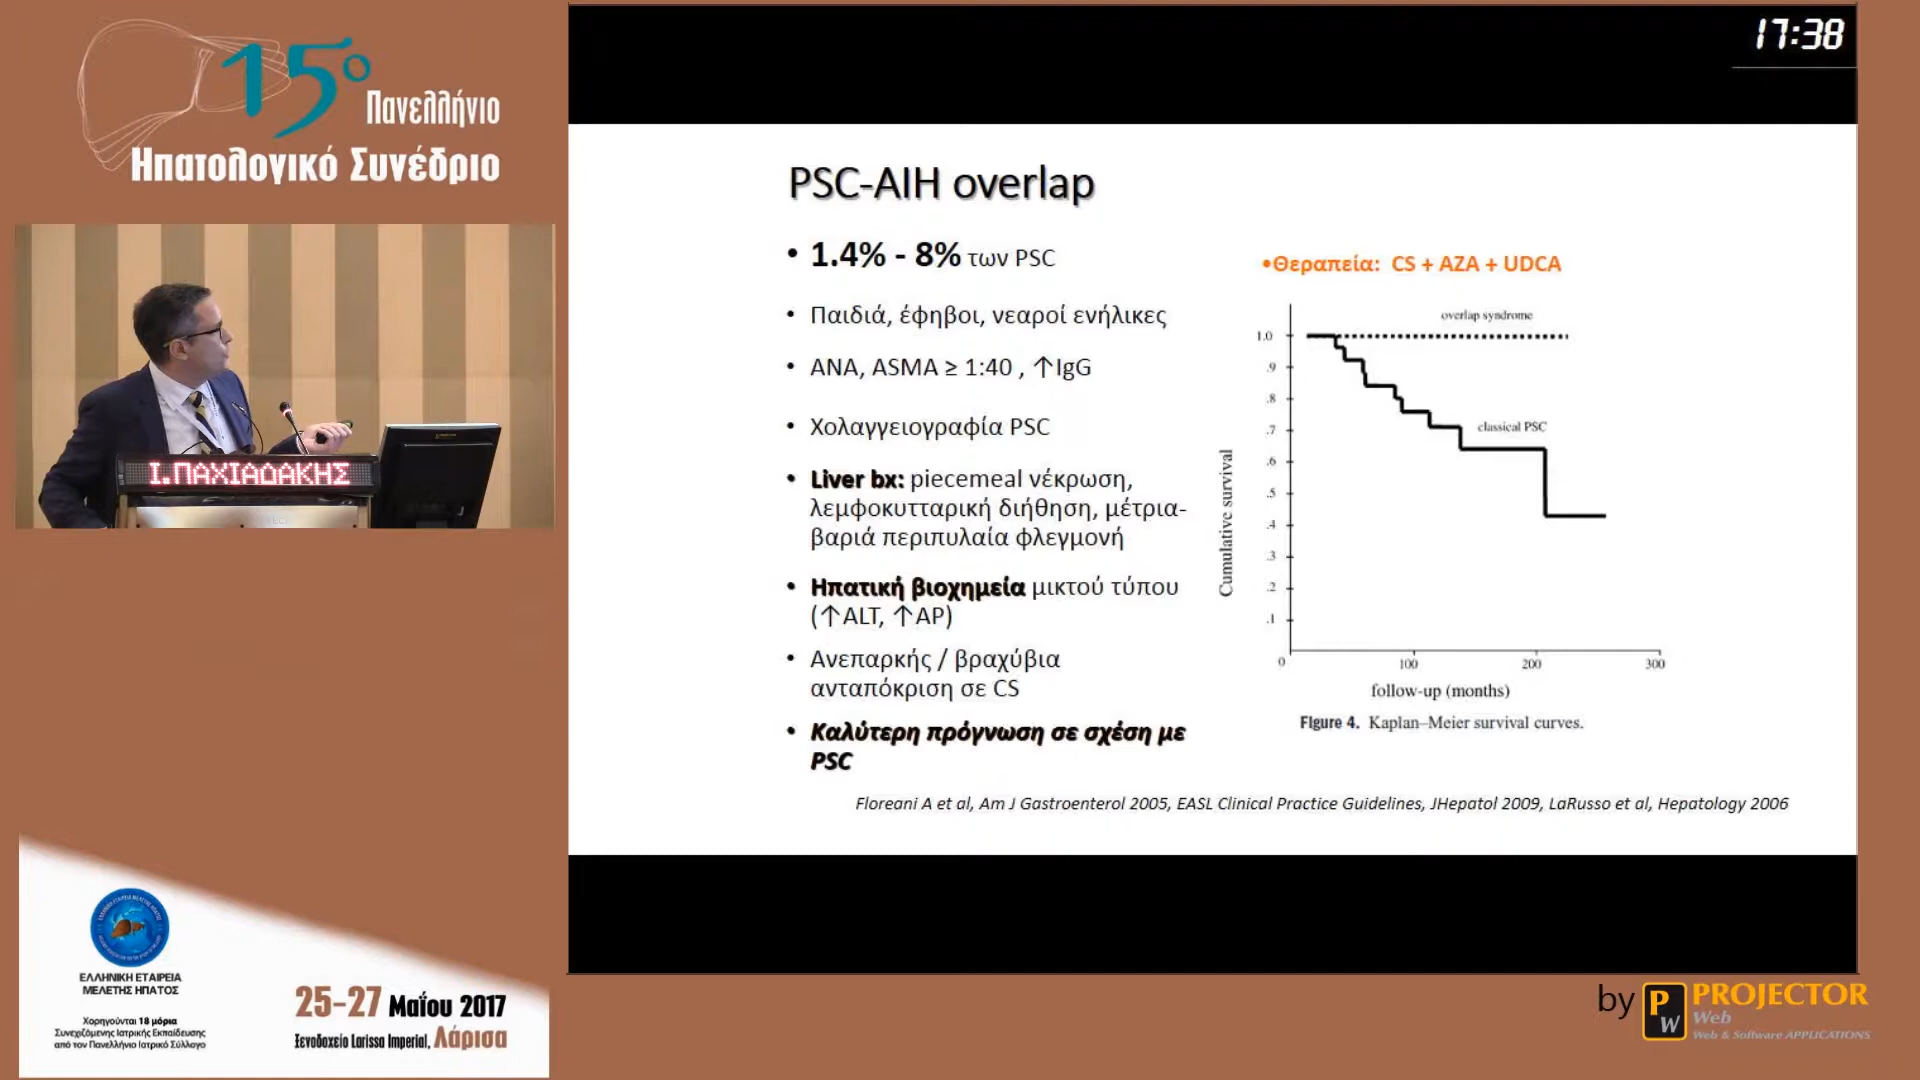 15ο
Πανελλήνιο
Ηπατολογικό Συνέδριο
Ι.ΠΑΧΙΑΔΑΚΗΣ
ΕΛΛΗΝΙΚΗ ΕΤΑΙΡΕΙΑ
ΜΕΛΕΤΗΣ ΗΠΑΤΟΣ
Χορηγούνται 18 μόρια
Συνεχιζόμενης Ιατρικής Εκπαίδευσης
από τον Πανελλήνιο Ιατρικό Σύλλογο
25-27 Μαΐου 2017
Ξενοδοχείο Larissa Imperial, Λάρισα
17:38
PSC-AIH overlap
• 1.4% - 8% των PSC
• Παιδιά, έφηβοι, νεαροί ενήλικες
• ANA, ASMA ≥ 1:40 , ↑IgG
• Χολαγγειογραφία PSC
• Liver bx: piecemeal νέκρωση,
λεμφοκυτταρική διήθηση, μέτρια-
βαριά περιπυλαία φλεγμονή
• Ηπατική βιοχημεία μικτού τύπου
(↑ALT, ↑AP)
• Ανεπαρκής / βραχύβια
ανταπόκριση σε CS
• Καλύτερη πρόγνωση σε σχέση με
PSC
•Θεραπεία: CS + AZA + UDCA
overlap syndrome
classical PSC
Cumulative survival
1.0
.9
.8
.7
.6
.5
.4
.3
.2
.1
0
100
200
300
follow-up (months)
Figure 4. Kaplan–Meier survival curves.
Floreani A et al, Am J Gastroenterol 2005, EASL Clinical Practice Guidelines, JHepatol 2009, LaRusso et al, Hepatology 2006
by PW PROJECTOR
Web
Web & Software APPLICATIONS